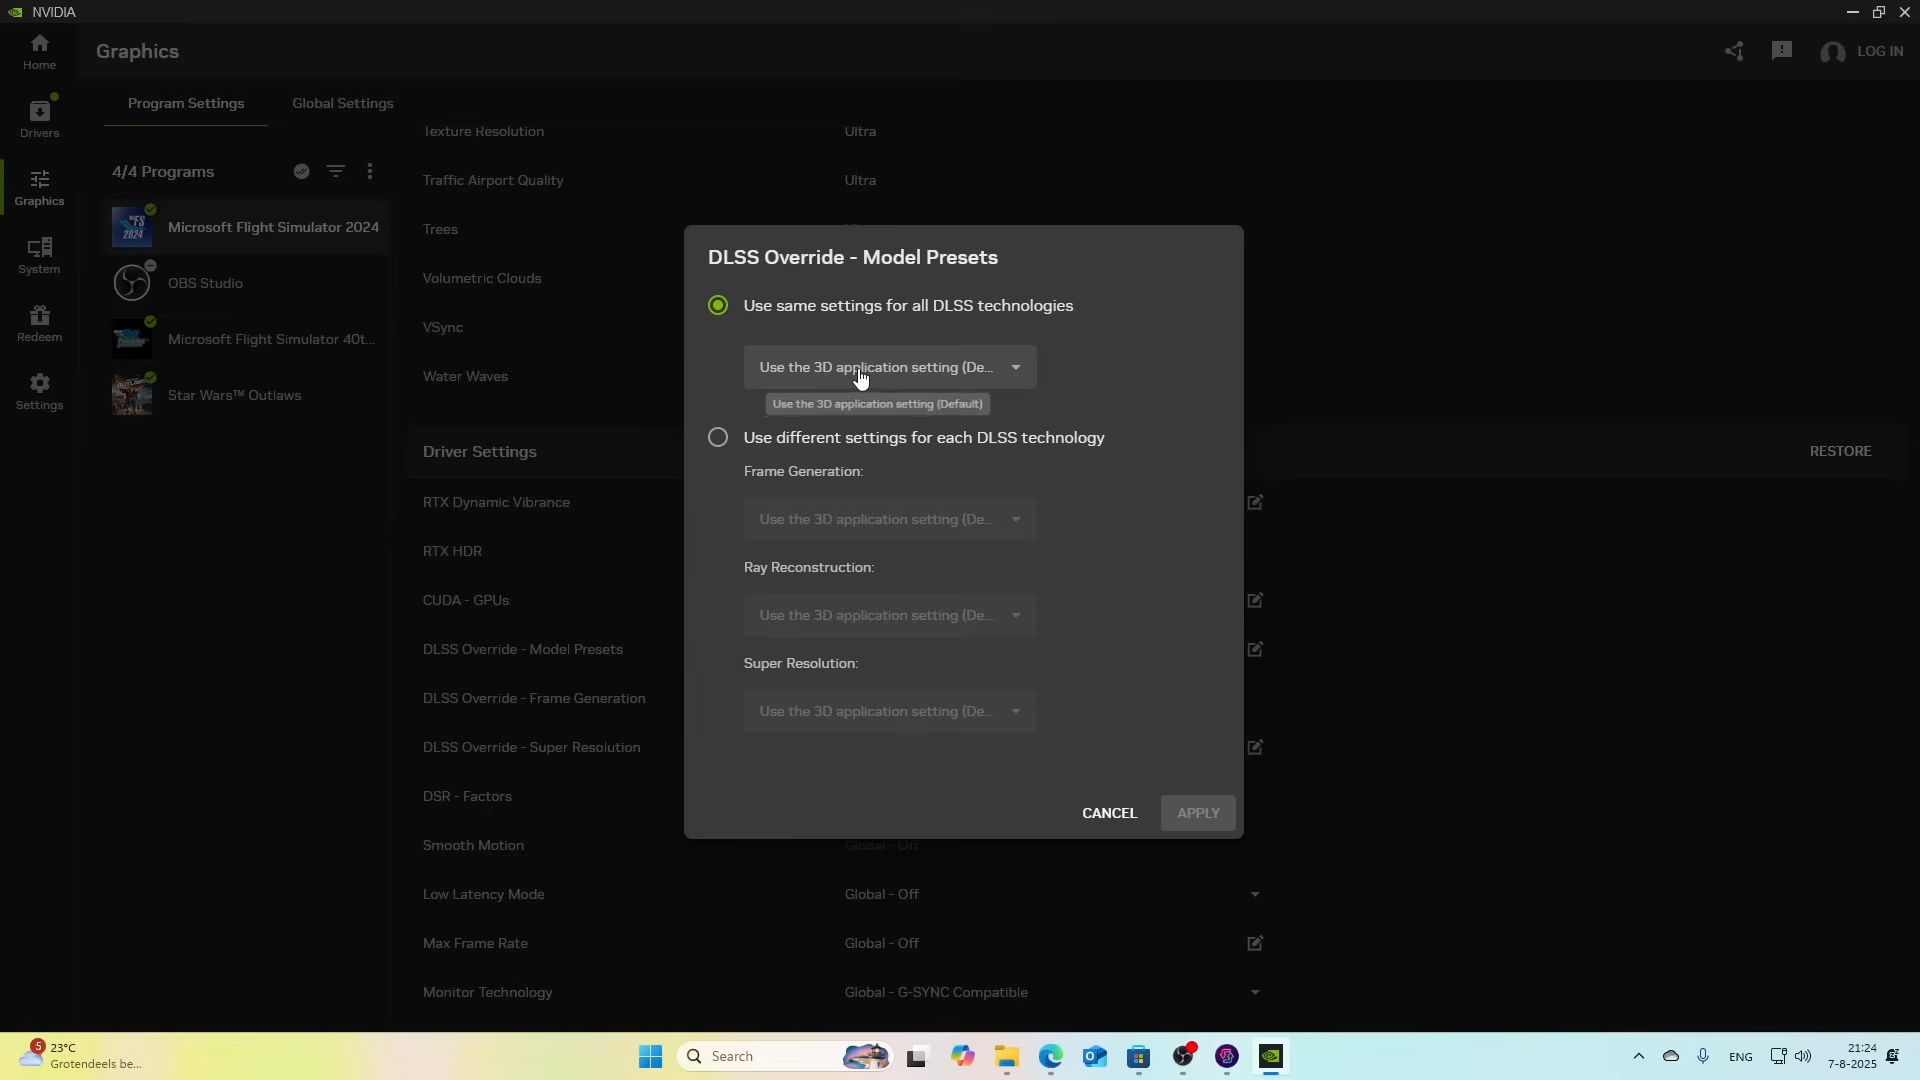 NVIDIA
Home
Graphics
LOG IN
Program Settings
Global Settings
Drivers
Texture Resolution
Ultra
4/4 Programs
Traffic Airport Quality
Ultra
Graphics
FS
2024
Microsoft Flight Simulator 2024
Trees
System
OBS Studio
Volumetric Clouds
Redeem
Microsoft Flight Simulator 40t...
VSync
Settings
Star Wars™ Outlaws
Water Waves
DLSS Override - Model Presets
Use same settings for all DLSS technologies
Use the 3D application setting (De...
Use the 3D application setting (Default)
Use different settings for each DLSS technology
Frame Generation:
Use the 3D application setting (De...
Ray Reconstruction:
Use the 3D application setting (De...
Super Resolution:
Use the 3D application setting (De...
CANCEL
APPLY
Driver Settings
RESTORE
RTX Dynamic Vibrance
RTX HDR
CUDA - GPUs
DLSS Override - Model Presets
DLSS Override - Frame Generation
DLSS Override - Super Resolution
DSR - Factors
Smooth Motion
Global - Off
Low Latency Mode
Global - Off
Max Frame Rate
Global - Off
Monitor Technology
Global - G-SYNC Compatible
5
23°C
Grotendeels be...
Search
ENG
21:24
7-8-2025